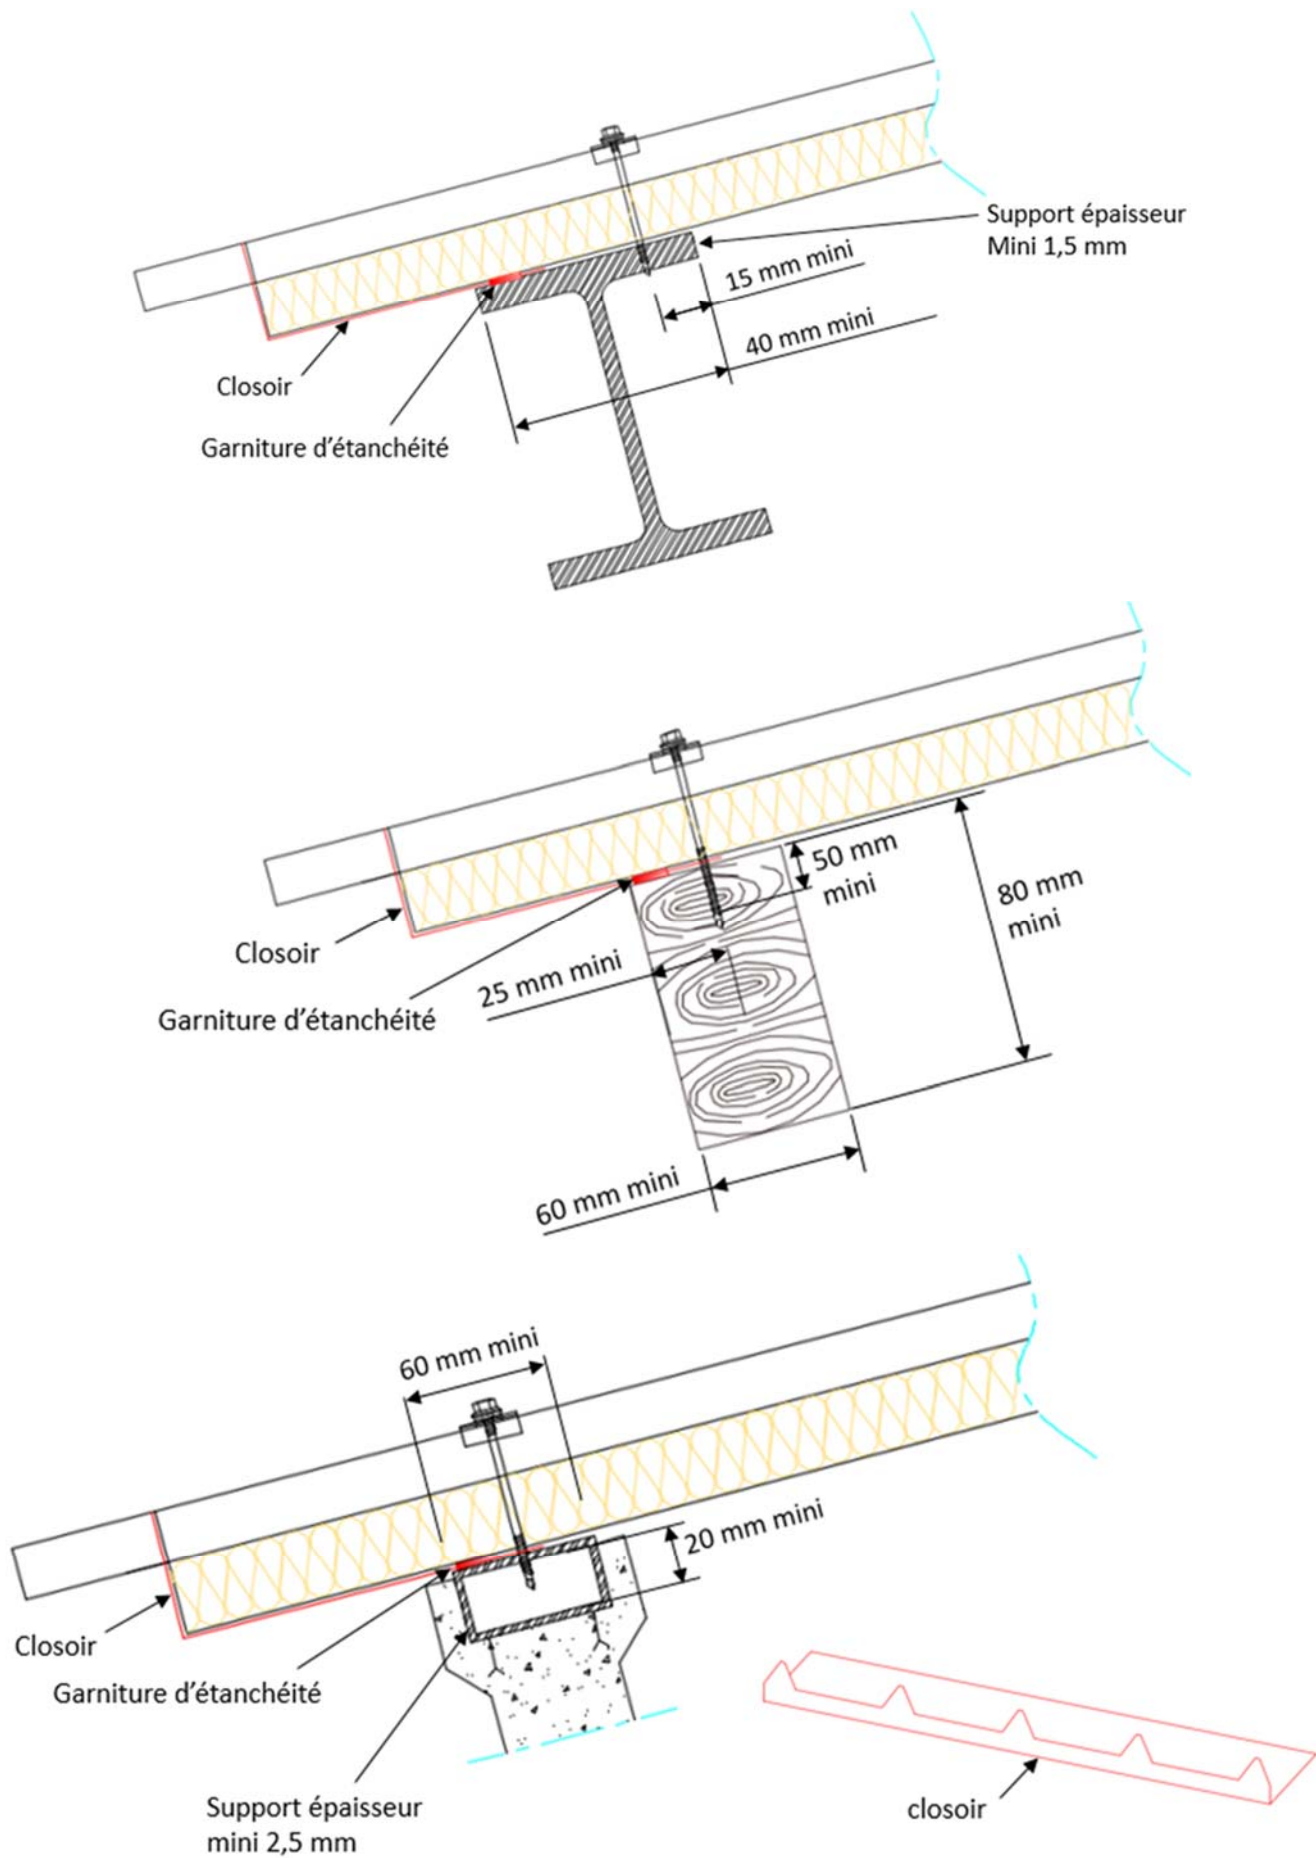 Support épaisseur
Mini 1,5 mm
15 mm mini
40 mm mini
Closoir
Garniture d'étanchéité
50 mm
mini
80 mm
mini
Closoir
25 mm mini
Garniture d'étanchéité
60 mm mini
60 mm mini
20 mm mini
Closoir
Garniture d'étanchéité
Support épaisseur
mini 2,5 mm
closoir